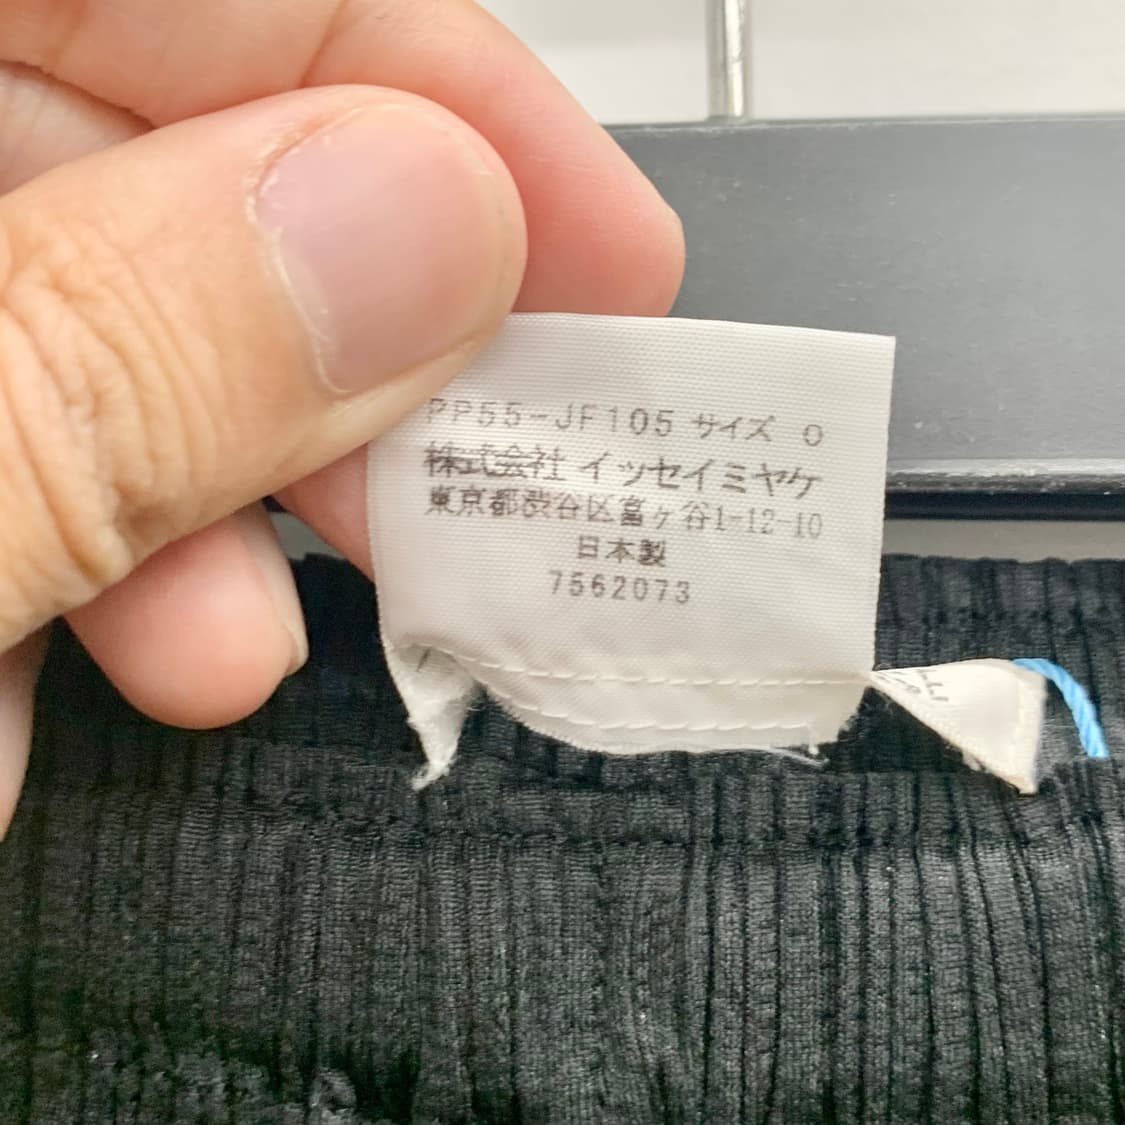 PP55-JF105 サイズ 0
株式会社 イッセイミヤケ
東京都渋谷区富ヶ谷1-12-10
日本製
7562073